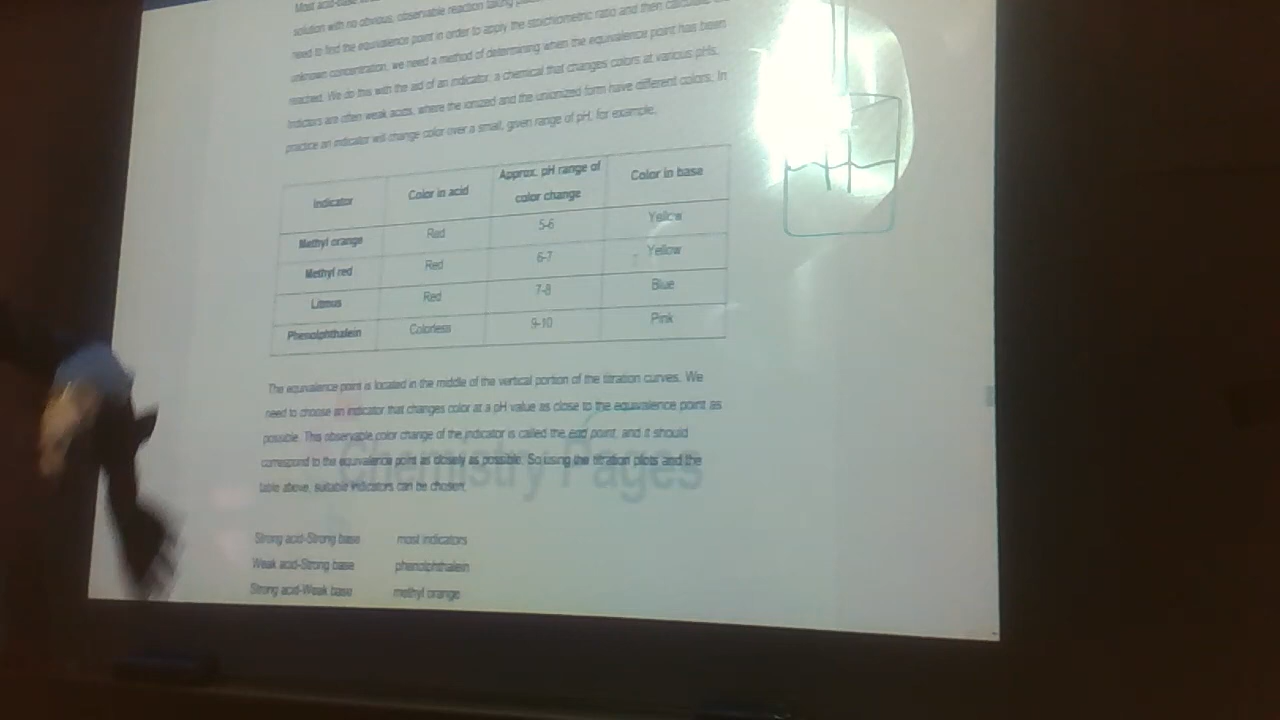 Most acid-base
solution with no obvious, observable reaction taking
need to find the equivalence point in order to apply the stoichiometric ratio and then calculate
unknown concentration, we need a method of determining when the equivalence point has been
reached. We do this with the aid of an indicator, a chemical that changes colors at various pHs.
Indictors are often weak acids, where the ionized and the unionized form have different colors. In
practice an indicator will change color over a small, given range of pH, for example;
Indicator Color in acid Approx. pH range of color change Color in base
Methyl orange Red 5-6 Yellow
Methyl red Red 6-7 Yellow
Litmus Red 7-8 Blue
Phenolphthalein Colorless 9-10 Pink
The equivalence point is located in the middle of the vertical portion of the titration curves. We
need to choose an indicator that changes color at a pH value as close to the equivalence point as
possible. This observable color change of the indicator is called the end point, and it should
correspond to the equivalence point as closely as possible. So using the titration plots and the
table above, suitable indicators can be chosen.
Chemistry Pages
Strong acid-Strong base most indicators
Weak acid-Strong base phenolphthalein
Strong acid-Weak base methyl orange